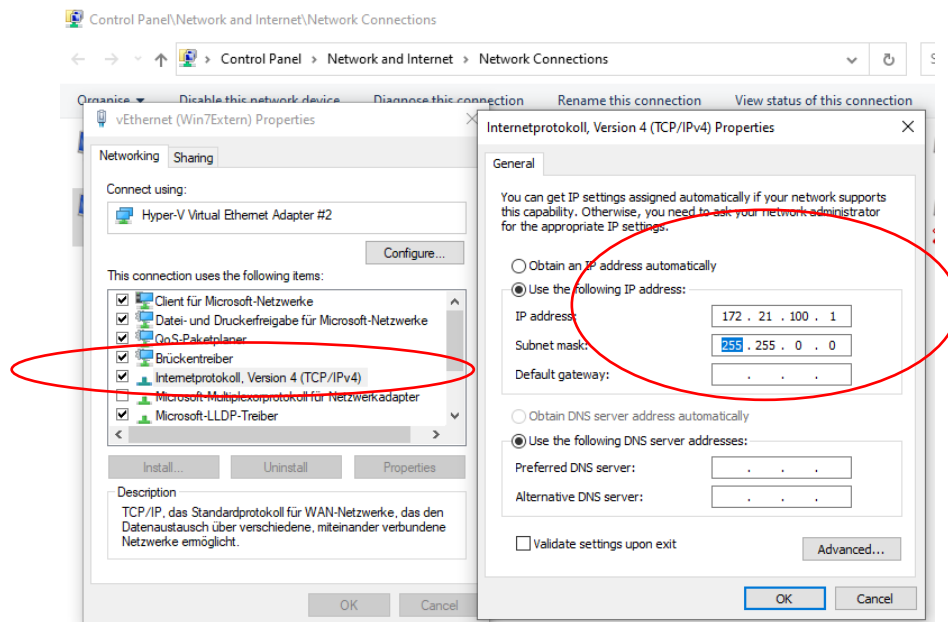 Control Panel\Network and Internet\Network Connections
Control Panel > Network and Internet > Network Connections
Organise Disable this network device Diagnose this connection Rename this connection View status of this connection
vEthernet (Win7Extern) Properties
Networking Sharing
Connect using:
Hyper-V Virtual Ethernet Adapter #2
Configure...
This connection uses the following items:
Client für Microsoft-Netzwerke
Datei- und Druckerfreigabe für Microsoft-Netzwerke
QoS-Paketplaner
Brückentreiber
Internetprotokoll, Version 4 (TCP/IPv4)
Microsoft-Multiplexorprotokoll für Netzwerkadapter
Microsoft-LLDP-Treiber
Install... Uninstall Properties
Description
TCP/IP, das Standardprotokoll für WAN-Netzwerke, das den
Datenaustausch über verschiedene, miteinander verbundene
Netzwerke ermöglicht.
OK Cancel
Internetprotokoll, Version 4 (TCP/IPv4) Properties
General
You can get IP settings assigned automatically if your network supports
this capability. Otherwise, you need to ask your network administrator
for the appropriate IP settings.
Obtain an IP address automatically
Use the following IP address:
IP address: 172 . 21 . 100 . 1
Subnet mask: 255 . 255 . 0 . 0
Default gateway: . . .
Obtain DNS server address automatically
Use the following DNS server addresses:
Preferred DNS server: . . .
Alternative DNS server: . . .
Validate settings upon exit
Advanced...
OK Cancel